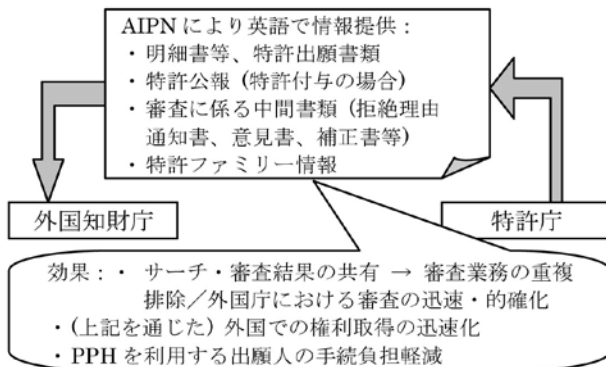 AIPN により英語で情報提供：
・明細書等、特許出願書類
・特許公報 (特許付与の場合)
・審査に係る中間書類 (拒絶理由
通知書、意見書、補正書等)
・特許ファミリー情報
外国知財庁
特許庁
効果：・ サーチ・審査結果の共有 → 審査業務の重複
排除／外国庁における審査の迅速・的確化
・(上記を通じた) 外国での権利取得の迅速化
・PPH を利用する出願人の手続負担軽減